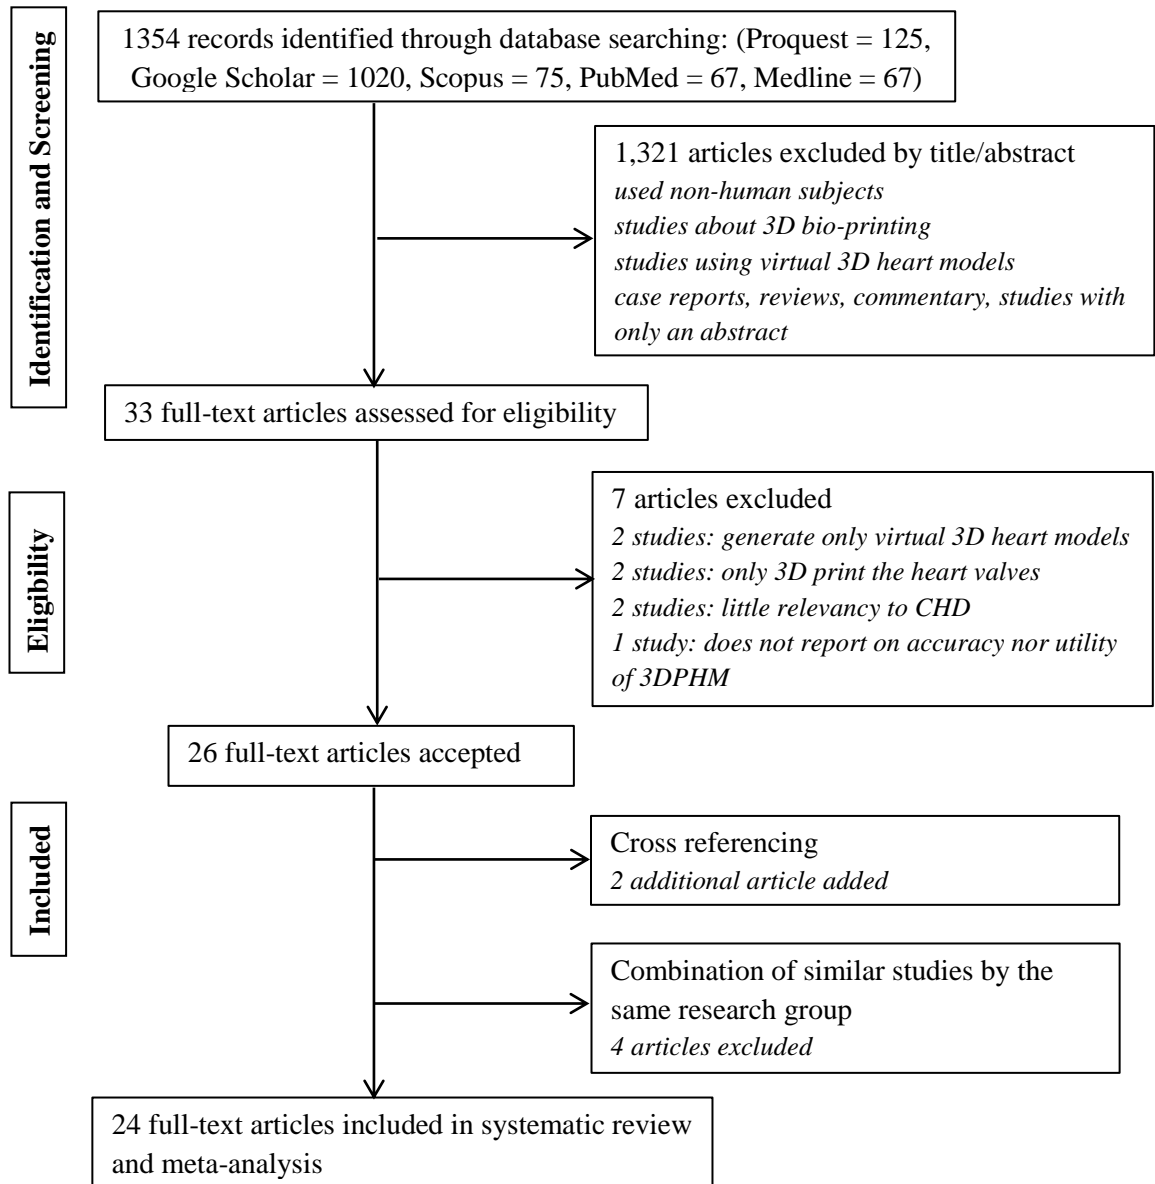 Identification and Screening
1354 records identified through database searching: (Proquest = 125,
Google Scholar = 1020, Scopus = 75, PubMed = 67, Medline = 67)
1,321 articles excluded by title/abstract
used non-human subjects
studies about 3D bio-printing
studies using virtual 3D heart models
case reports, reviews, commentary, studies with
only an abstract
33 full-text articles assessed for eligibility
Eligibility
7 articles excluded
2 studies: generate only virtual 3D heart models
2 studies: only 3D print the heart valves
2 studies: little relevancy to CHD
1 study: does not report on accuracy nor utility
of 3DPHM
26 full-text articles accepted
Included
Cross referencing
2 additional article added
Combination of similar studies by the
same research group
4 articles excluded
24 full-text articles included in systematic review
and meta-analysis